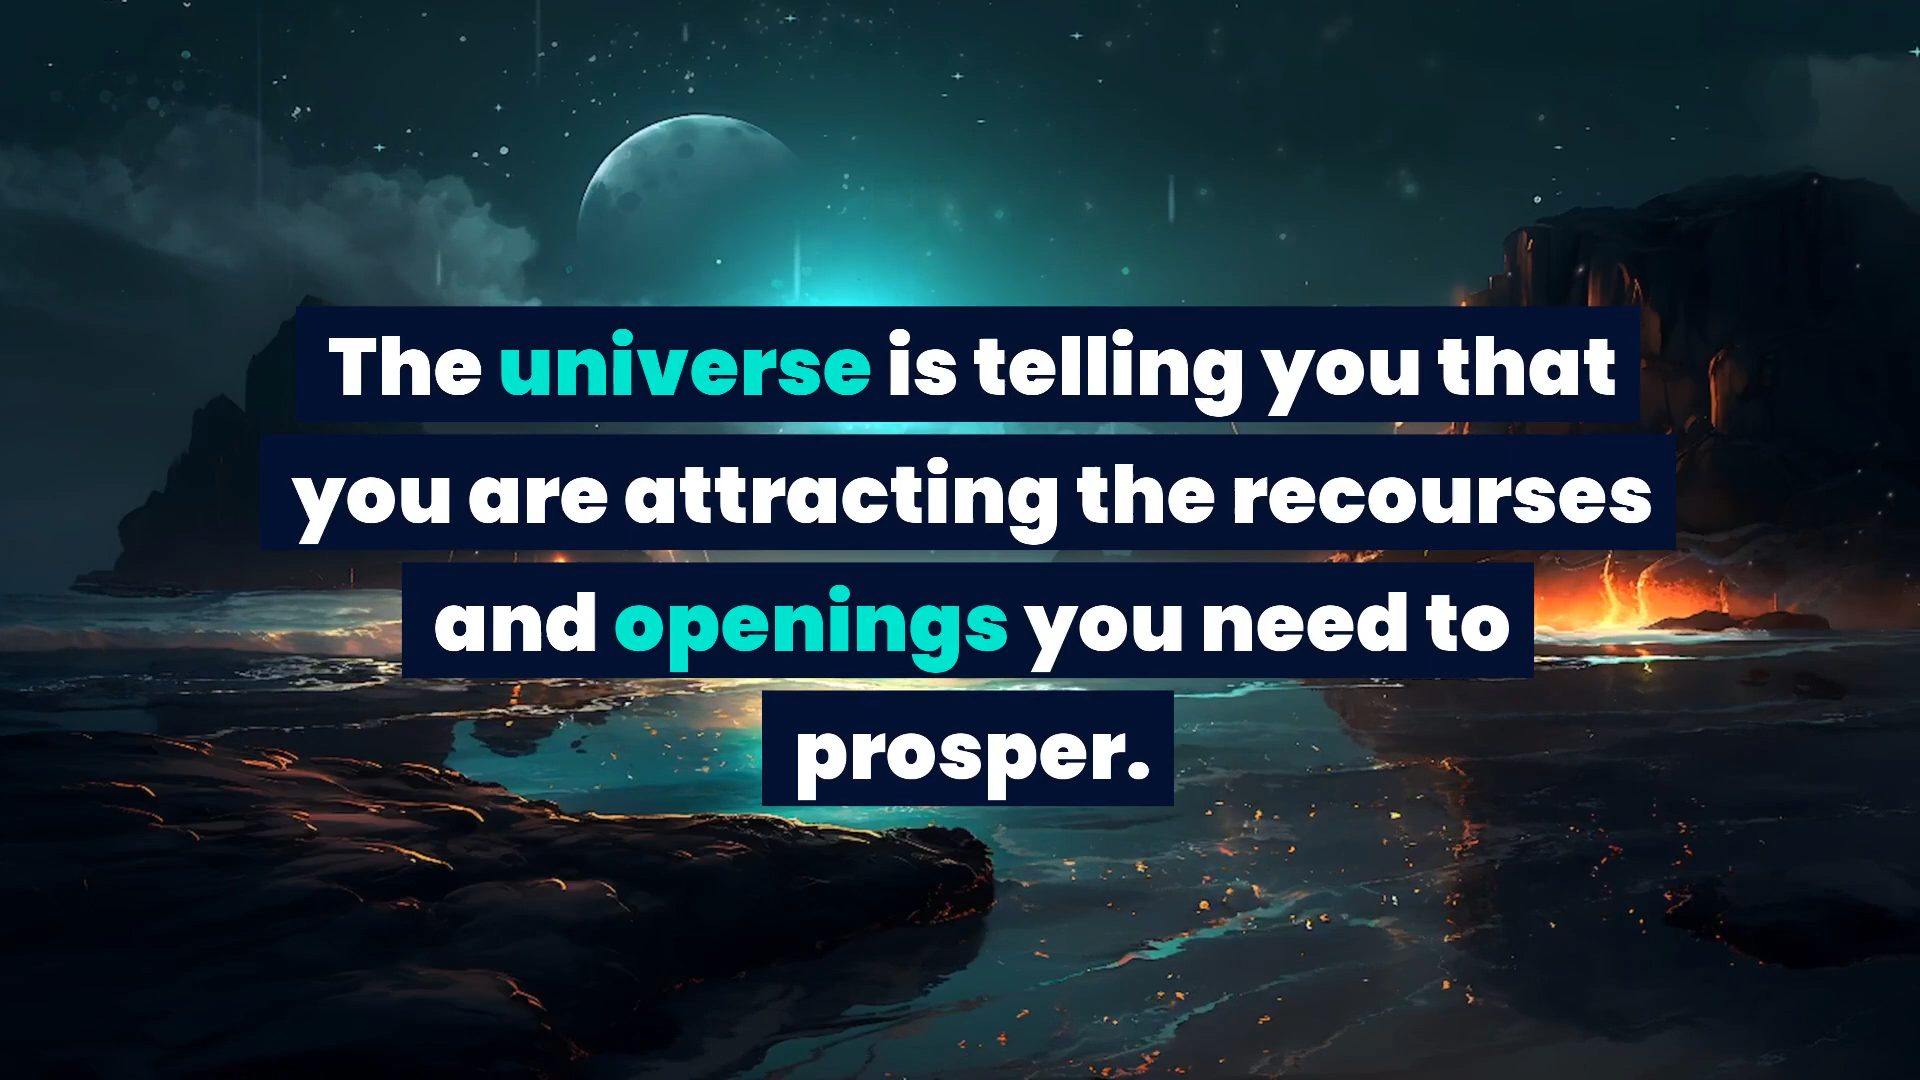 The universe is telling you that
you are attracting the recourses
and openings you need to
prosper.